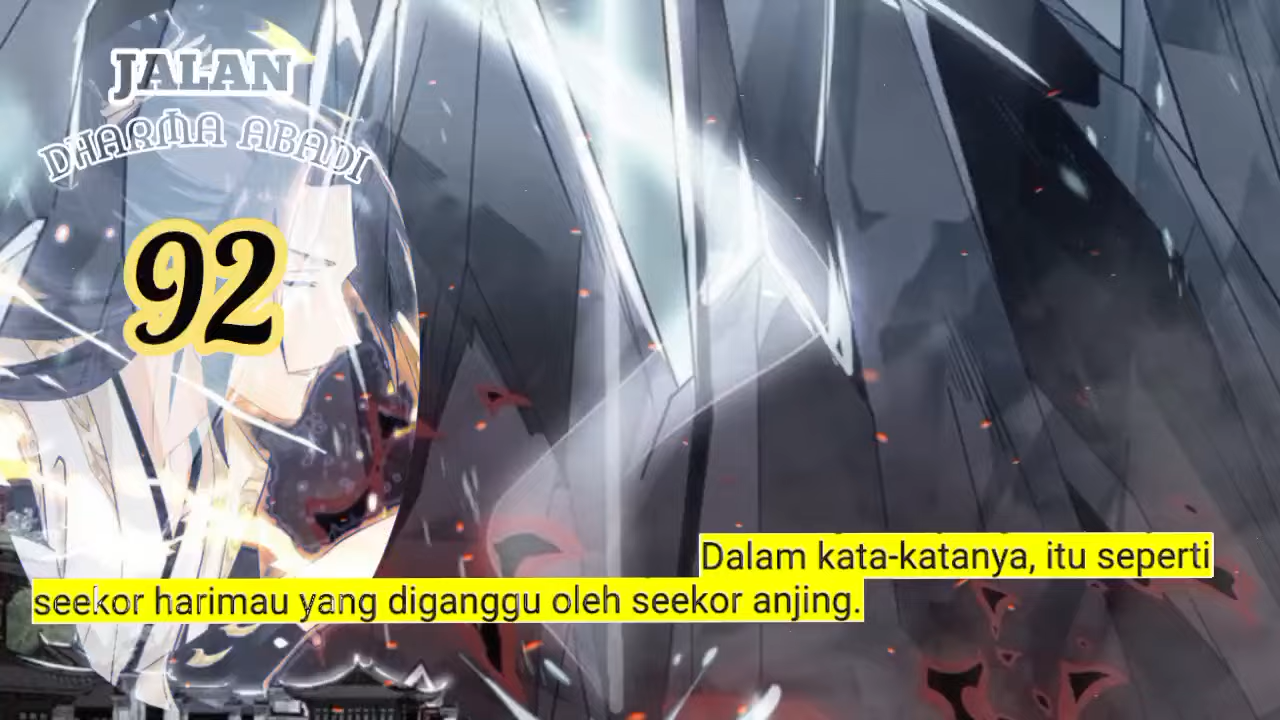 JALAN
DHARMA ABADI
92
Dalam kata-katanya, itu seperti
seekor harimau yang diganggu oleh seekor anjing.